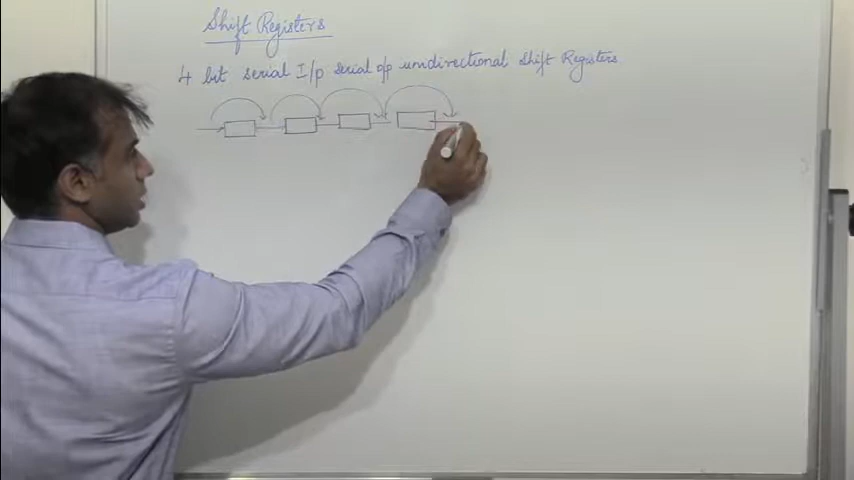 Shift Registers
4 bit serial I/p serial o/p unidirectional shift Registers